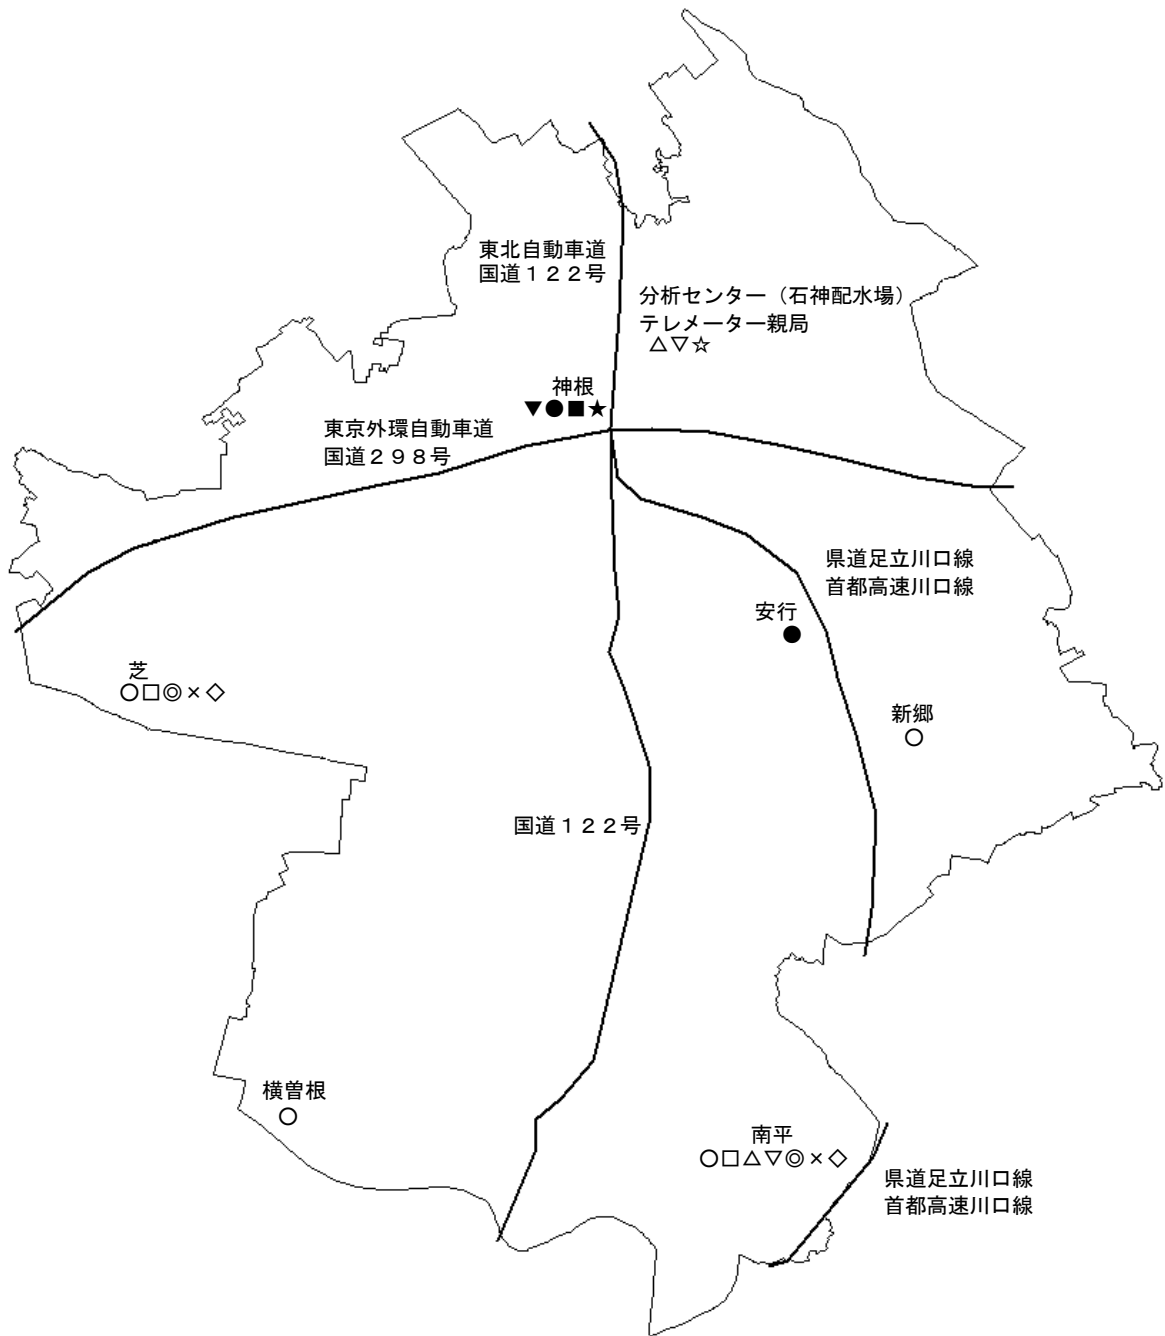 東北自動車道
国道１２２号
分析センター（石神配水場）
テレメーター親局
△▽☆
神根
▼●■★
東京外環自動車道
国道２９８号
県道足立川口線
首都高速川口線
安行
●
芝
○□◎×◇
新郷
○
国道１２２号
横曽根
○
南平
○□△▽◎×◇
県道足立川口線
首都高速川口線